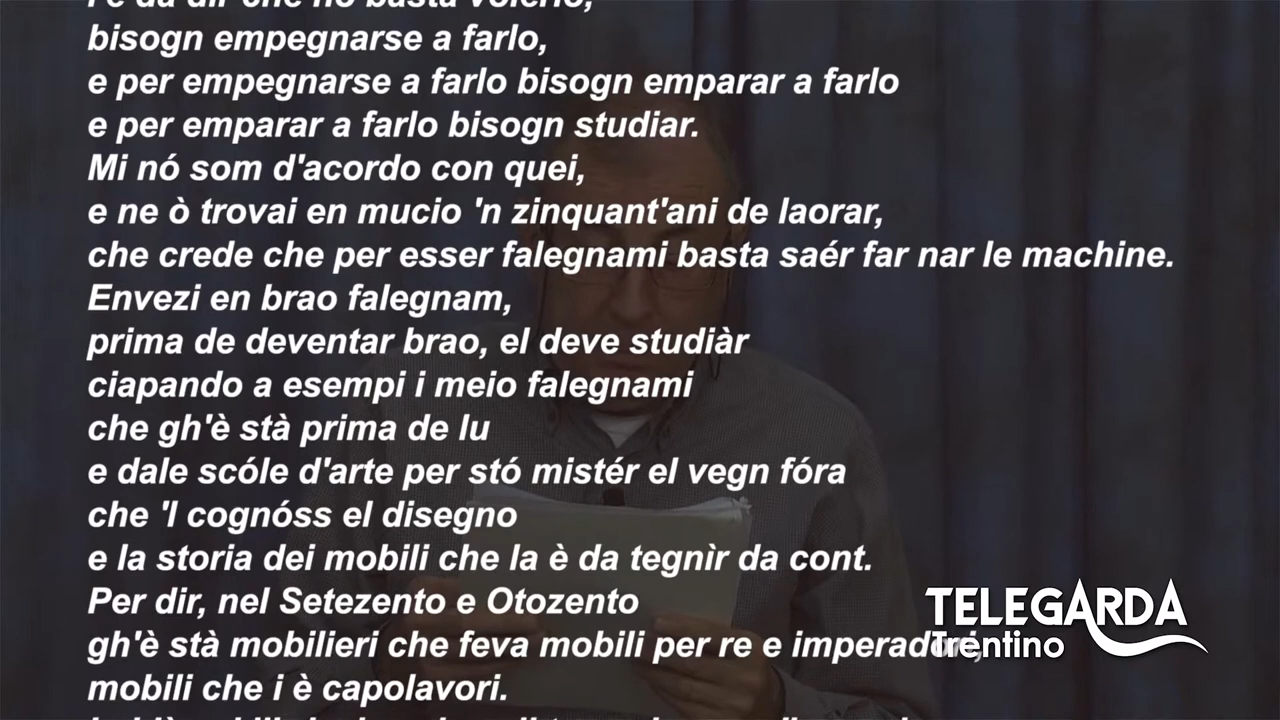 bisogn empegnarse a farlo,
e per empegnarse a farlo bisogn emparar a farlo
e per emparar a farlo bisogn studiar.
Mi nó som d'acordo con quei,
e ne ò trovai en mucio 'n zinquant'ani de laorar,
che crede che per esser falegnami basta saér far nar le machine.
Envezi en brao falegnam,
prima de deventar brao, el deve studiàr
ciapando a esempi i meio falegnami
che gh'è stà prima de lu
e dale scóle d'arte per stó mistér el vegn fóra
che 'l cognóss el disegno
e la storia dei mobili che la è da tegnìr da cont.
Per dir, nel Setezento e Otozento
gh'è stà mobilieri che feva mobili per re e imperadori,
mobili che i è capolavori.
TELEGARDA
Trentino